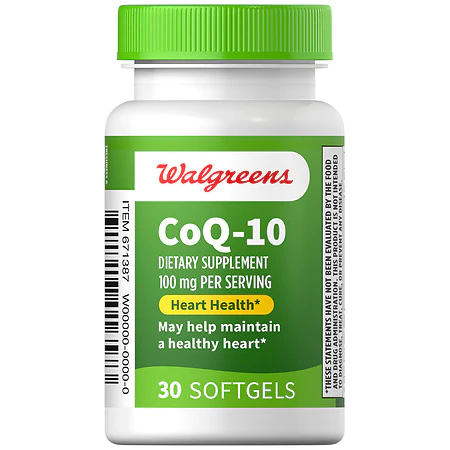 Walgreens
CoQ-10
DIETARY SUPPLEMENT
100 mg PER SERVING
Heart Health*
May help maintain
a healthy heart*
30 SOFTGELS
ITEM 671387 W00000-0000-0
*THESE STATEMENTS HAVE NOT BEEN EVALUATED BY THE FOOD
AND DRUG ADMINISTRATION. THIS PRODUCT IS NOT INTENDED
TO DIAGNOSE, TREAT, CURE, OR PREVENT ANY DISEASE.